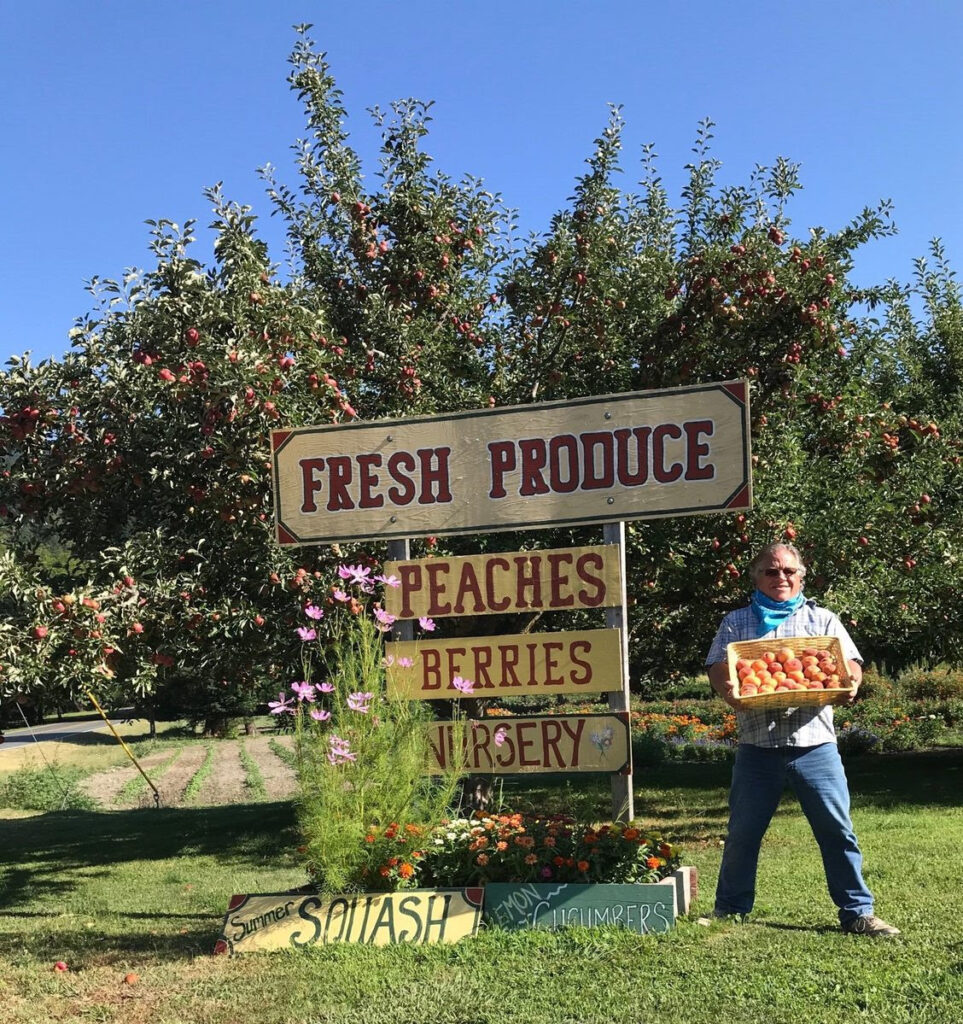 FRESH PRODUCE
PEACHES
BERRIES
NURSERY
Summer SQUASH
LEMON
CUCUMBERS